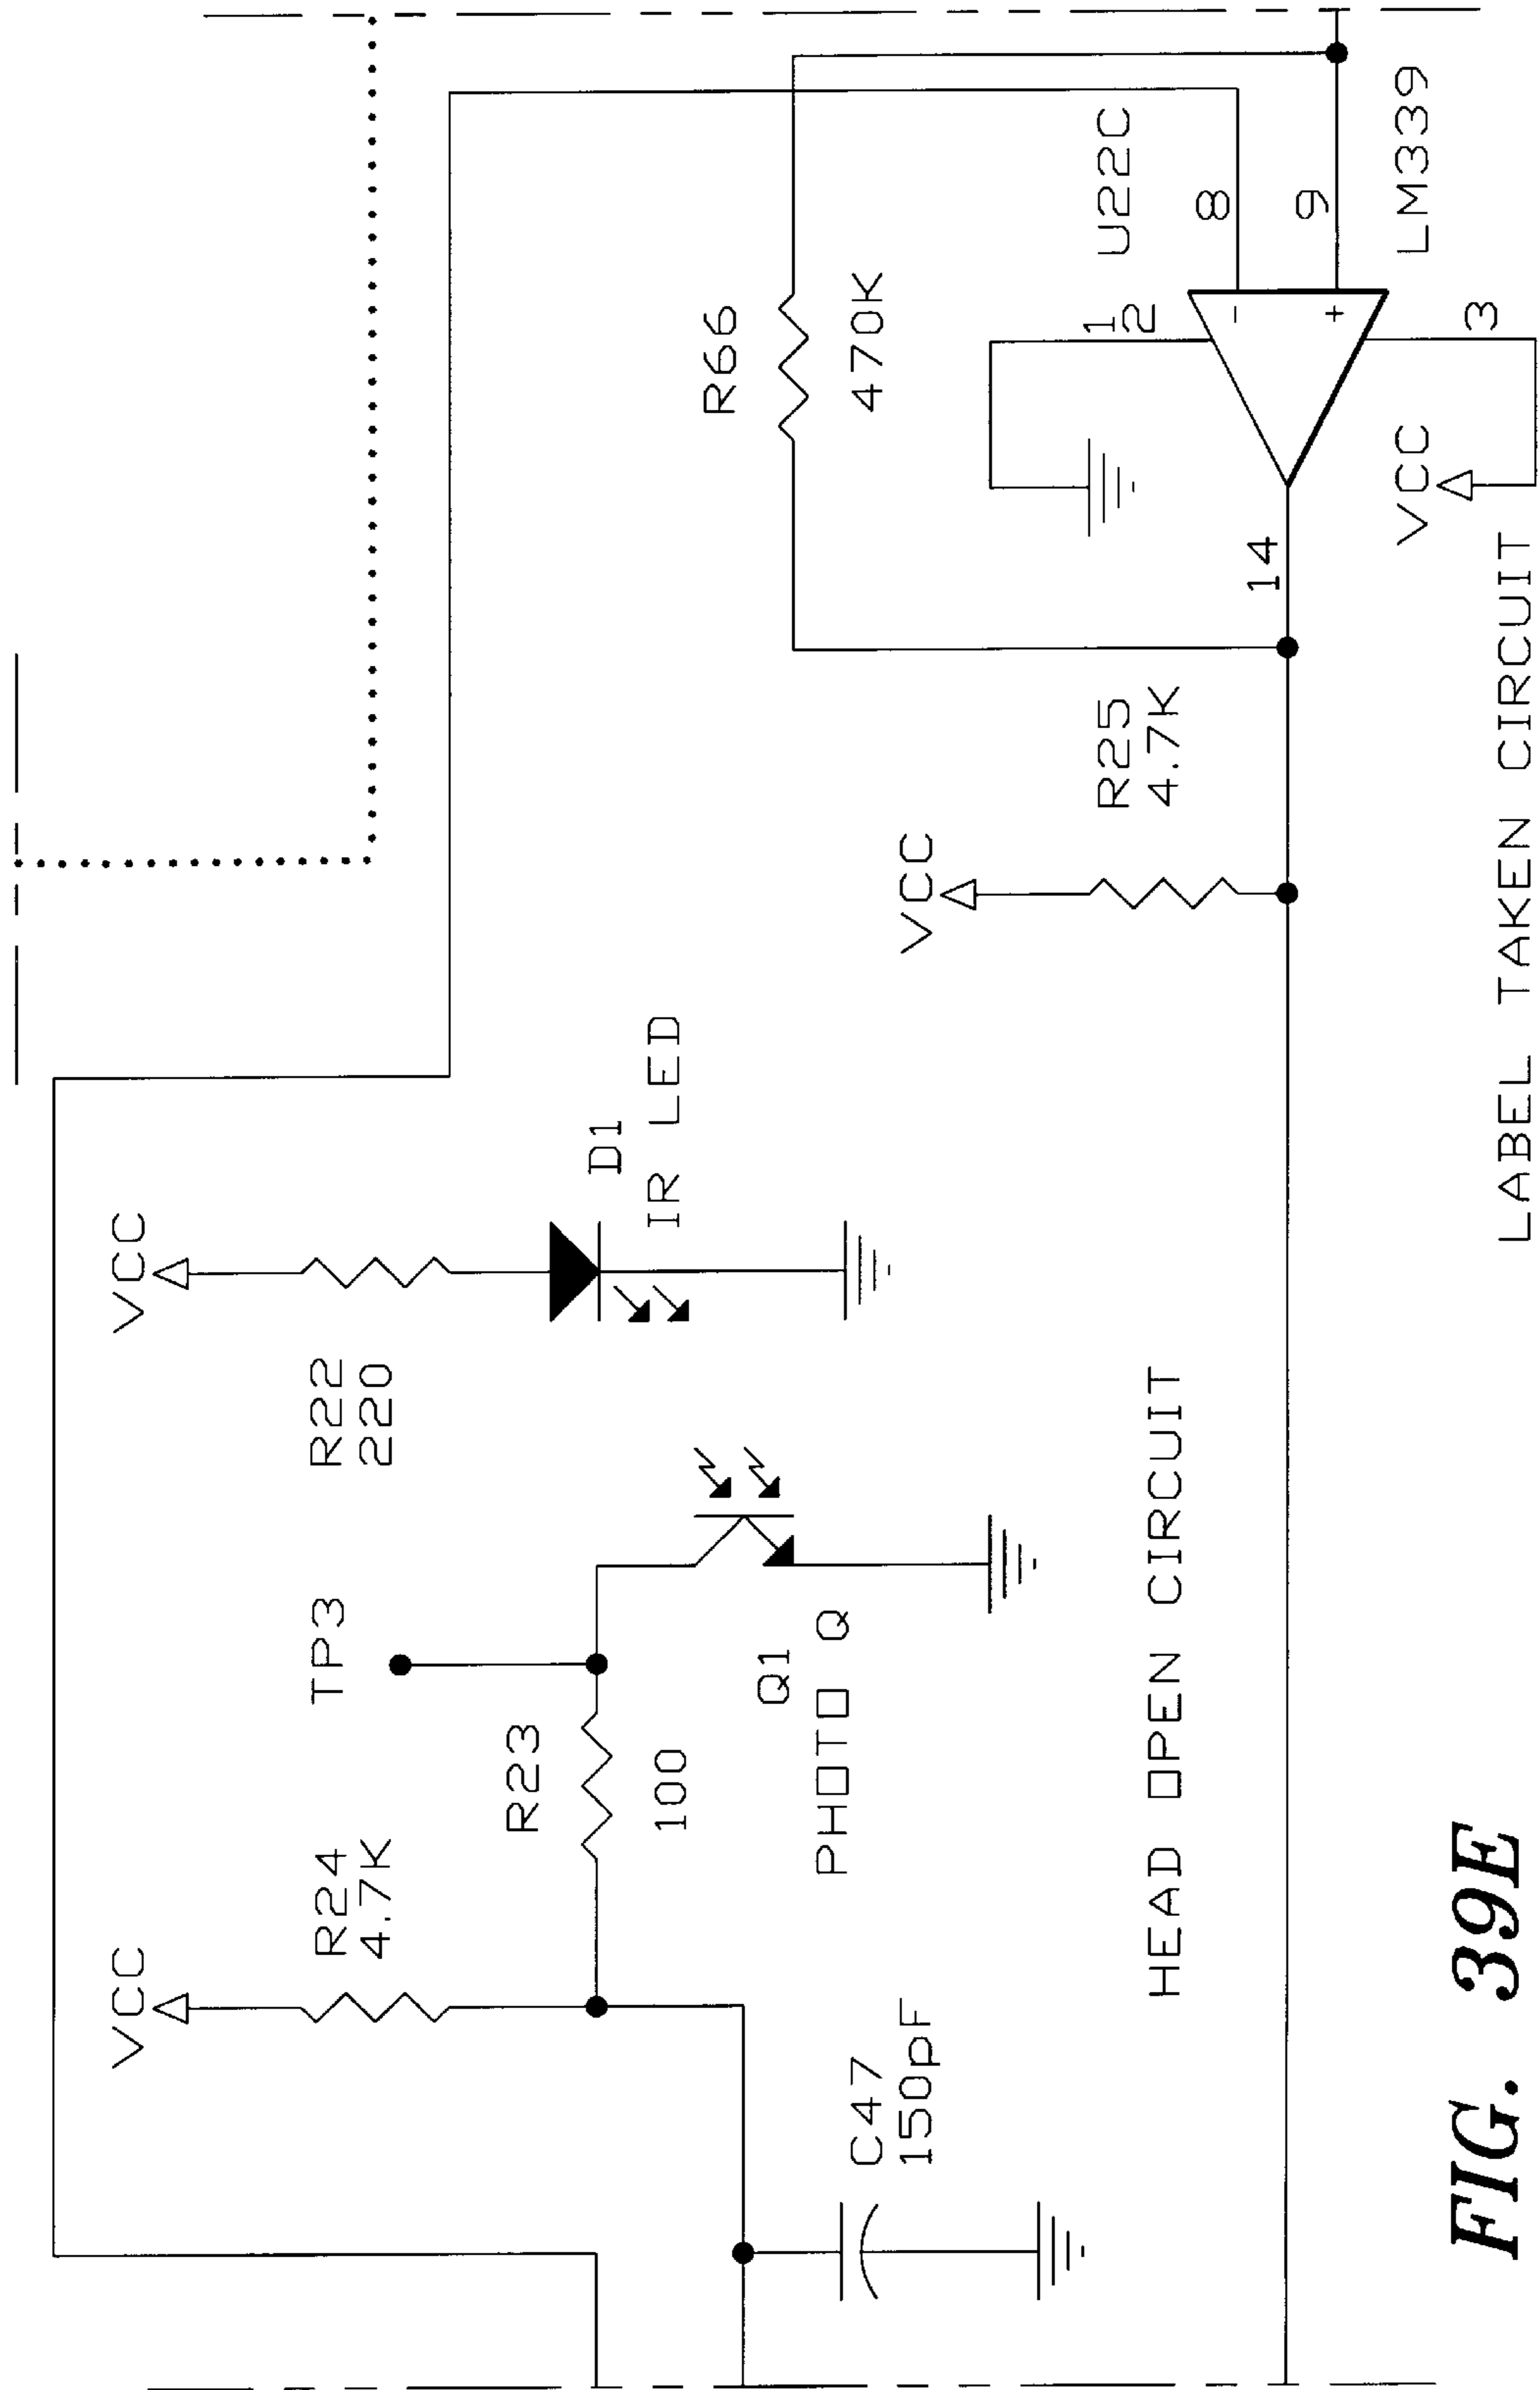 VCC
R24
4.7K
TP3
R23
100
C47
150pF
Q1
PHOTO Q
VCC
R22
220
D1
IR LED
HEAD OPEN CIRCUIT
VCC
R25
4.7K
R66
470K
U22C
12
8
9
14
3
VCC
LM339
LABEL TAKEN CIRCUIT
-
+
FIG. 39E